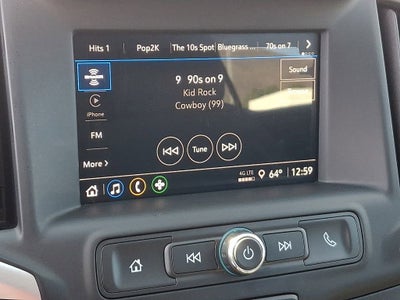 Hits 1 Pop2K The 10s Spot Bluegrass ... 70s on 7
9 90s on 9
Sound
Kid Rock
iPhone
Cowboy (99)
FM
Tune
More >
4G LTE
64° 12:59